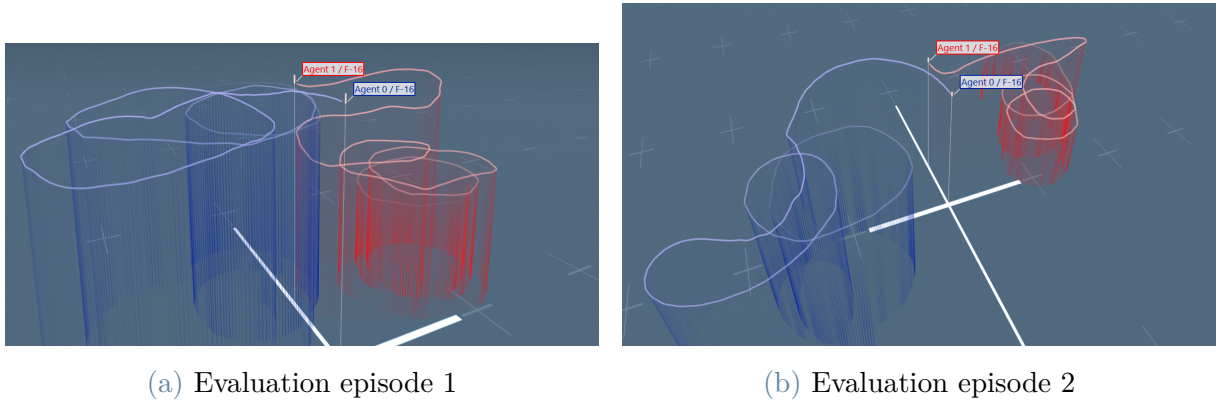 Agent 1 / F-16
Agent 0 / F-16
Agent 1 / F-16
Agent 0 / F-16
(a) Evaluation episode 1
(b) Evaluation episode 2